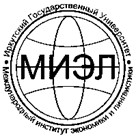 Иркутский Государственный Университет
МИЭЛ
Международный институт экономики и лингвистики